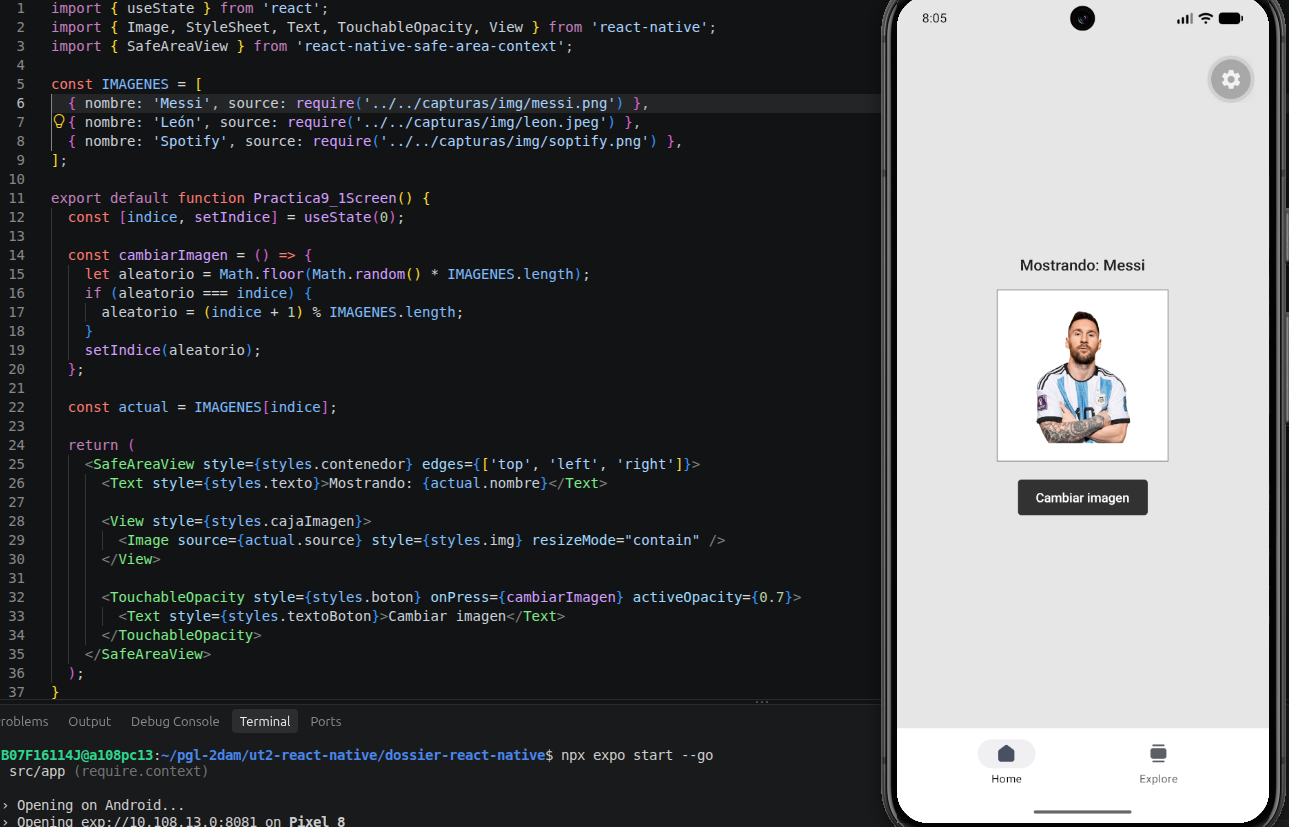 1 import { useState } from 'react';
2 import { Image, StyleSheet, Text, TouchableOpacity, View } from 'react-native';
3 import { SafeAreaView } from 'react-native-safe-area-context';
4
5 const IMAGENES = [
6 { nombre: 'Messi', source: require('../../capturas/img/messi.png') },
7 { nombre: 'León', source: require('../../capturas/img/leon.jpeg') },
8 { nombre: 'Spotify', source: require('../../capturas/img/soptify.png') },
9 ];
10
11 export default function Practica9_1Screen() {
12 const [indice, setIndice] = useState(0);
13
14 const cambiarImagen = () => {
15 let aleatorio = Math.floor(Math.random() * IMAGENES.length);
16 if (aleatorio === indice) {
17 aleatorio = (indice + 1) % IMAGENES.length;
18 }
19 setIndice(aleatorio);
20 };
21
22 const actual = IMAGENES[indice];
23
24 return (
25 <SafeAreaView style={styles.contenedor} edges={['top', 'left', 'right']}>
26 <Text style={styles.texto}>Mostrando: {actual.nombre}</Text>
27
28 <View style={styles.cajaImagen}>
29 <Image source={actual.source} style={styles.img} resizeMode="contain" />
30 </View>
31
32 <TouchableOpacity style={styles.boton} onPress={cambiarImagen} activeOpacity={0.7}>
33 <Text style={styles.textoBoton}>Cambiar imagen</Text>
34 </TouchableOpacity>
35 </SafeAreaView>
36 );
37 }
roblems Output Debug Console Terminal Ports
B07F16114J@a108pc13:~/pgl-2dam/ut2-react-native/dossier-react-native$ npx expo start --go
src/app (require.context)
› Opening on Android...
› Opening exp://10.108.13.0:8081 on Pixel 8
8:05
Mostrando: Messi
10
Cambiar imagen
Home Explore